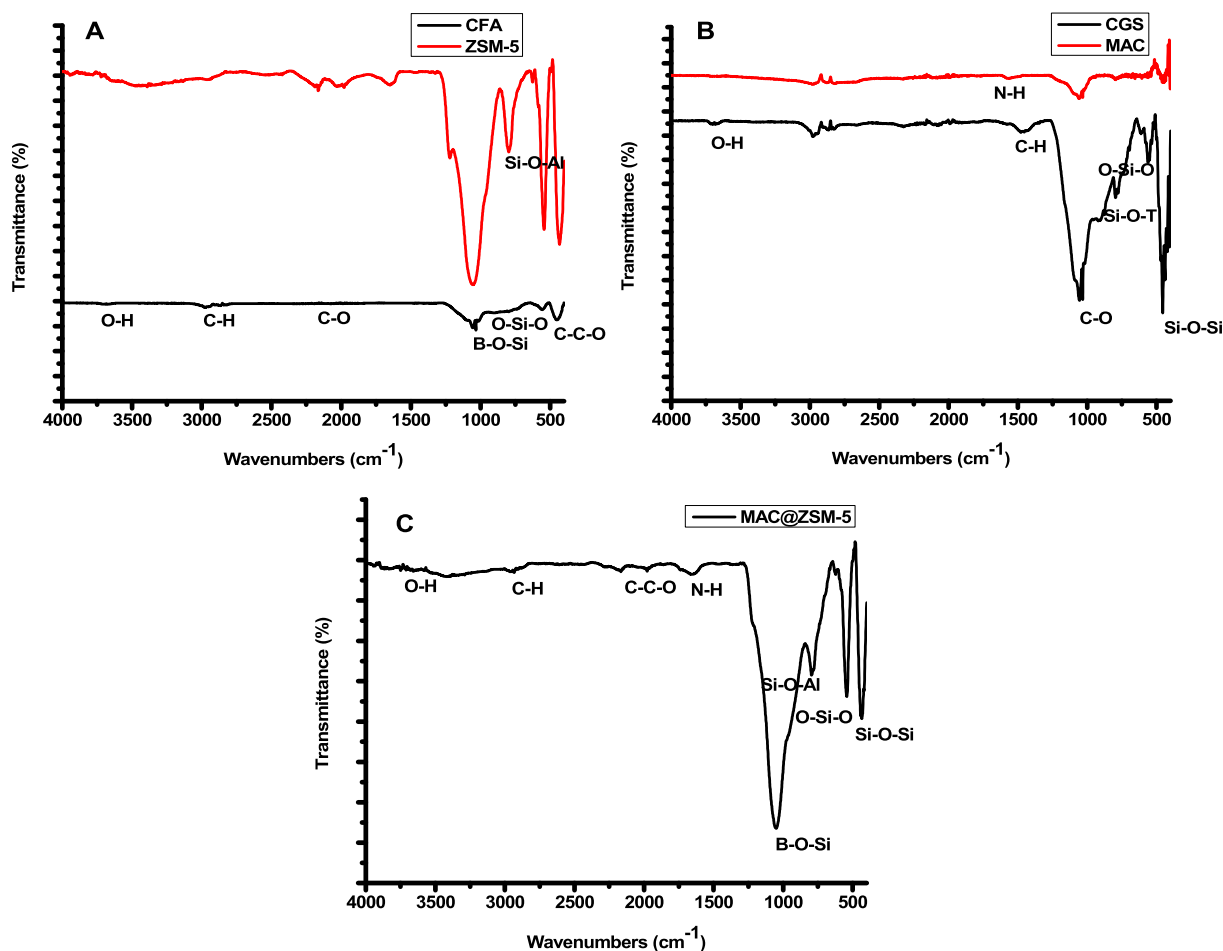 A
CFA
ZSM-5
Transmittance (%)
Si-O-Al
O-H
C-H
C-O
O-Si-O
B-O-Si
C-C-O
4000 3500 3000 2500 2000 1500 1000 500
Wavenumbers (cm-1)
B
CGS
MAC
Transmittance (%)
N-H
O-H
C-H
O-Si-O
Si-O-T
C-O
Si-O-Si
4000 3500 3000 2500 2000 1500 1000 500
Wavenumbers (cm-1)
C
MAC@ZSM-5
Transmittance (%)
O-H
C-H
C-C-O
N-H
Si-O-Al
O-Si-O
Si-O-Si
B-O-Si
4000 3500 3000 2500 2000 1500 1000 500
Wavenumbers (cm-1)